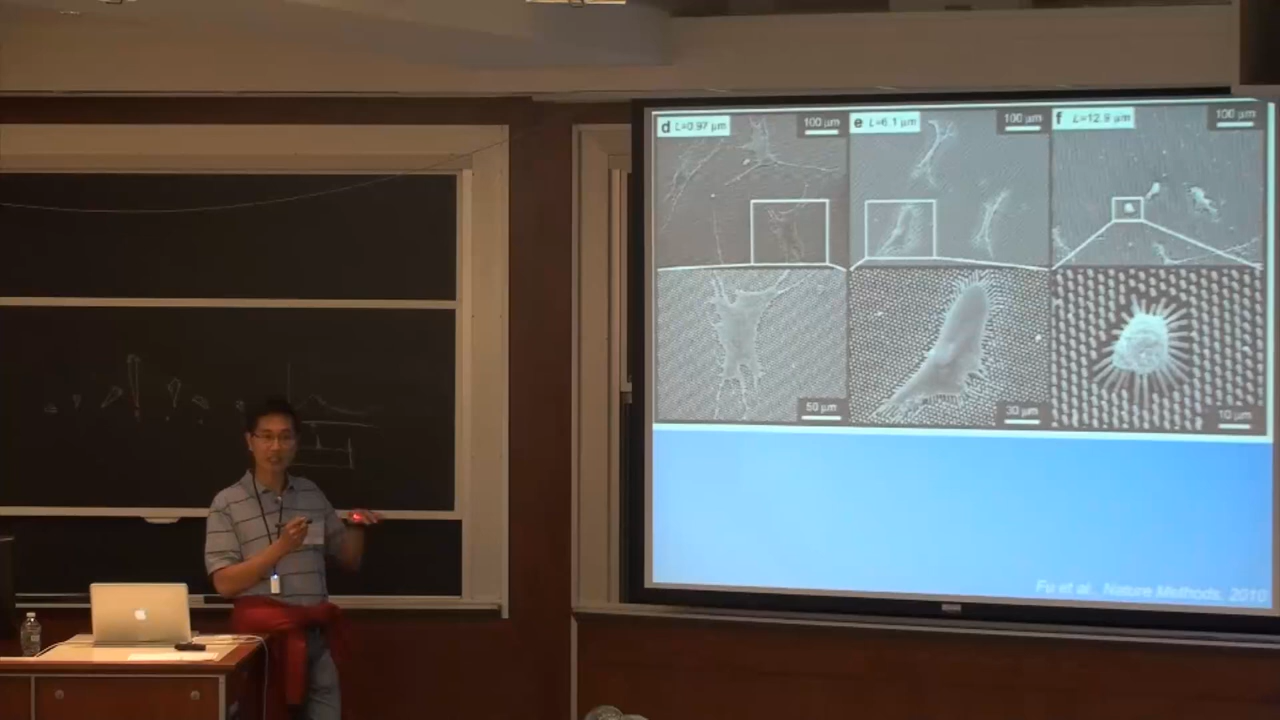 d L=0.97 μm 100 μm e L=6.1 μm 100 μm f L=12.9 μm 100 μm
50 μm 30 μm 10 μm
Fu et al., Nature Methods, 2010